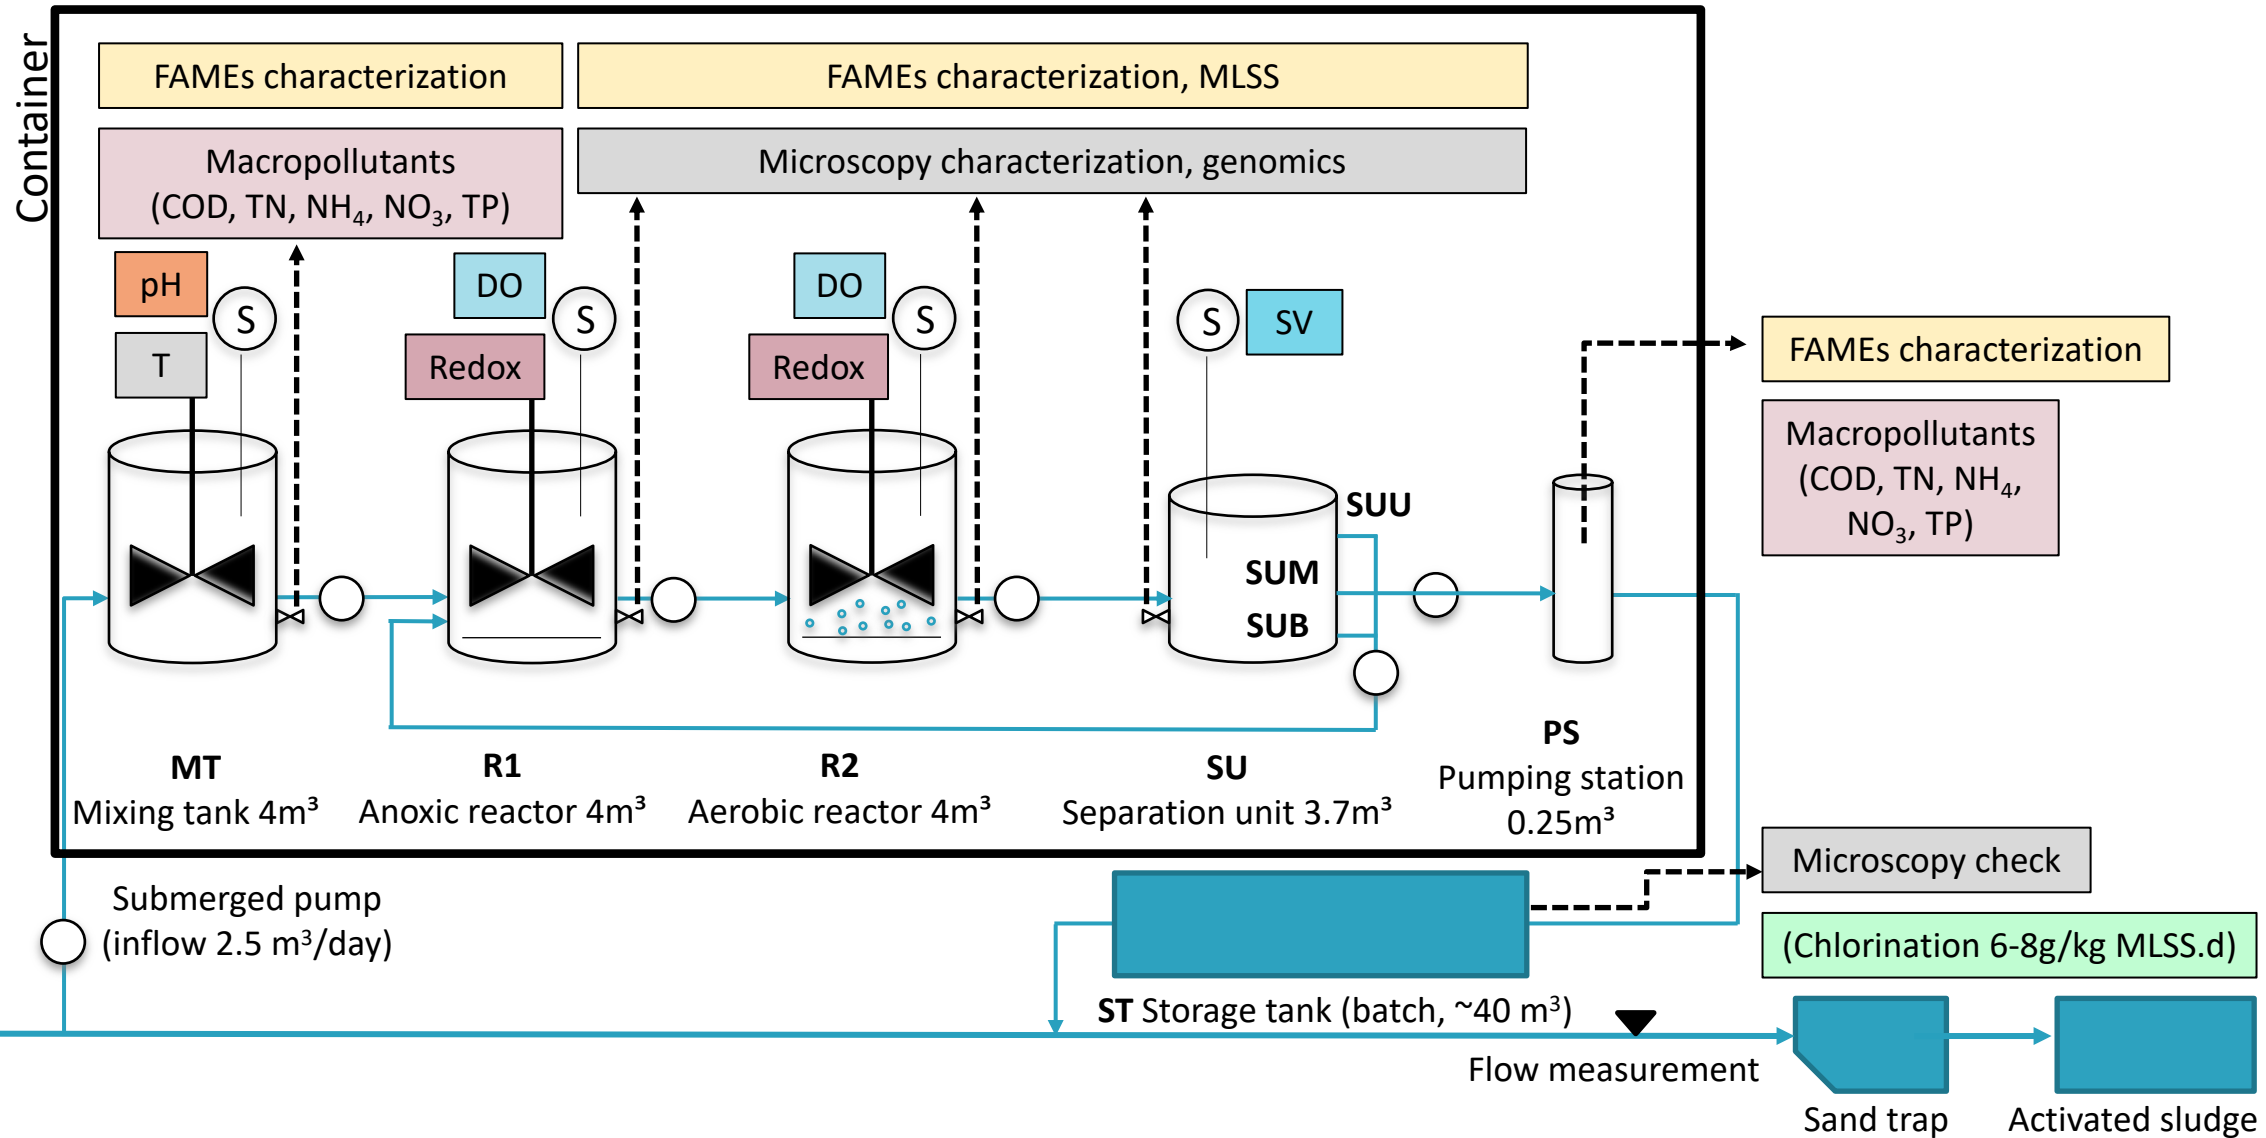 Container
FAMEs characterization
FAMEs characterization, MLSS
Macropollutants
(COD, TN, NH₄, NO₃, TP)
Microscopy characterization, genomics
pH
S
T
DO
S
Redox
DO
S
Redox
S
SV
FAMEs characterization
Macropollutants
(COD, TN, NH₄,
NO₃, TP)
SUU
SUM
SUB
MT
Mixing tank 4m³
R1
Anoxic reactor 4m³
R2
Aerobic reactor 4m³
SU
Separation unit 3.7m³
PS
Pumping station
0.25m³
Submerged pump
(inflow 2.5 m³/day)
Microscopy check
(Chlorination 6-8g/kg MLSS.d)
ST Storage tank (batch, ~40 m³)
Flow measurement
Sand trap
Activated sludge